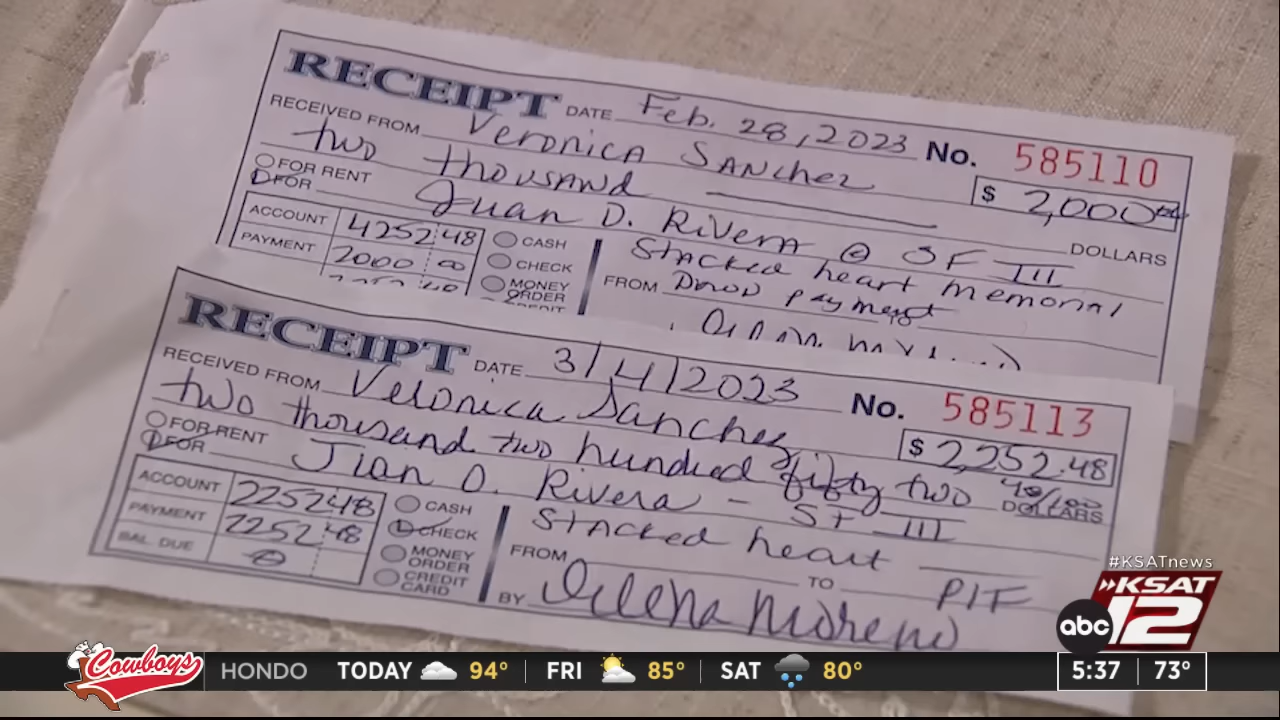 RECEIPT DATE Feb. 28, 2023 No. 585110
RECEIVED FROM Veronica Sanchez $ 2,000
two thousand DOLLARS
FOR RENT
FOR Juan D. Rivera @ SF III
ACCOUNT 4252 48 CASH Stacked heart memorial
PAYMENT 2000 00 CHECK FROM Down payment
MONEY ORDER
RECEIPT DATE 3/4/2023 No. 585113
RECEIVED FROM Veronica Sanchez $ 2,252.48
two thousand two hundred fifty two 48/100 DOLLARS
FOR RENT
FOR Jian D. Rivera - SF III
ACCOUNT 2252 48 CASH Stacked heart
PAYMENT 2252 48 CHECK FROM TO PIF
BAL. DUE 0 MONEY ORDER
CREDIT CARD BY Idlena Moreno
#KSATnews
KSAT
abc 12
Cowboys HONDO TODAY 94° FRI 85° SAT 80° 5:37 73°